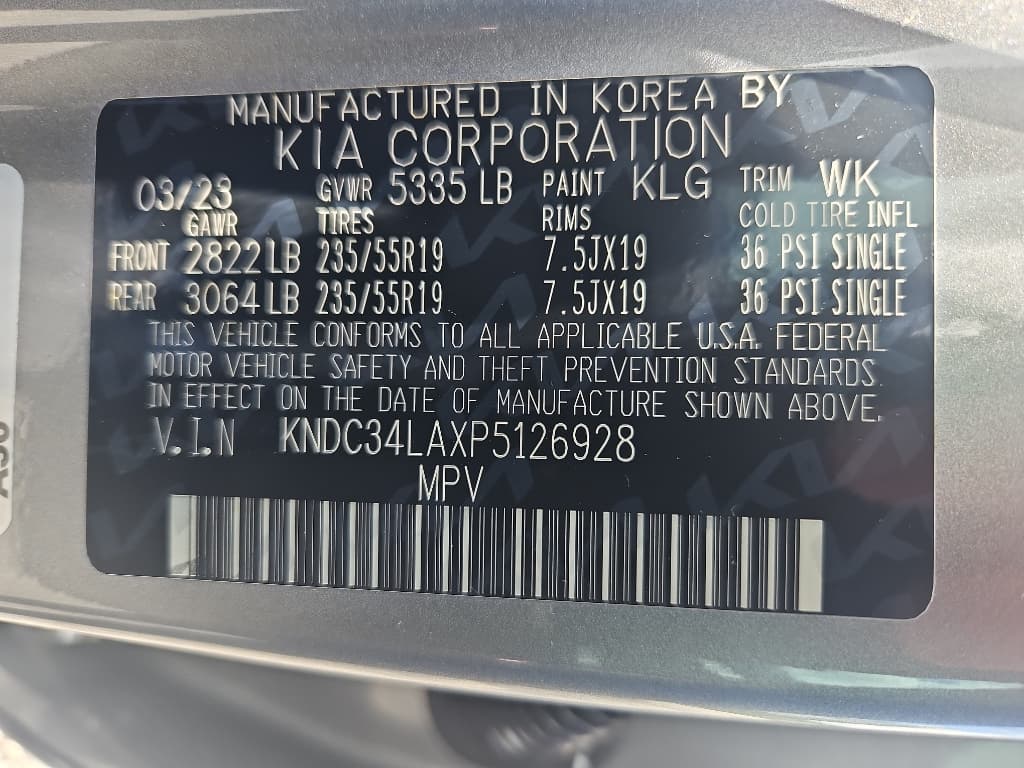 MANUFACTURED IN KOREA BY
KIA CORPORATION
03/23 GVWR 5335 LB PAINT KLG TRIM WK
GAWR TIRES RIMS COLD TIRE INFL
FRONT 2822 LB 235/55R19 7.5JX19 36 PSI SINGLE
REAR 3064 LB 235/55R19 7.5JX19 36 PSI SINGLE
THIS VEHICLE CONFORMS TO ALL APPLICABLE U.S.A. FEDERAL
MOTOR VEHICLE SAFETY AND THEFT PREVENTION STANDARDS
IN EFFECT ON THE DATE OF MANUFACTURE SHOWN ABOVE.
V.I.N KNDC34LAXP5126928
MPV